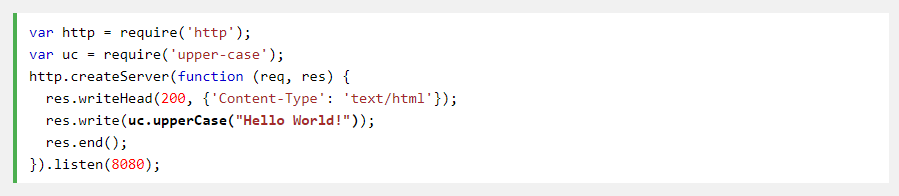 var http = require('http');
var uc = require('upper-case');
http.createServer(function (req, res) {
  res.writeHead(200, {'Content-Type': 'text/html'});
  res.write(uc.upperCase("Hello World!"));
  res.end();
}).listen(8080);